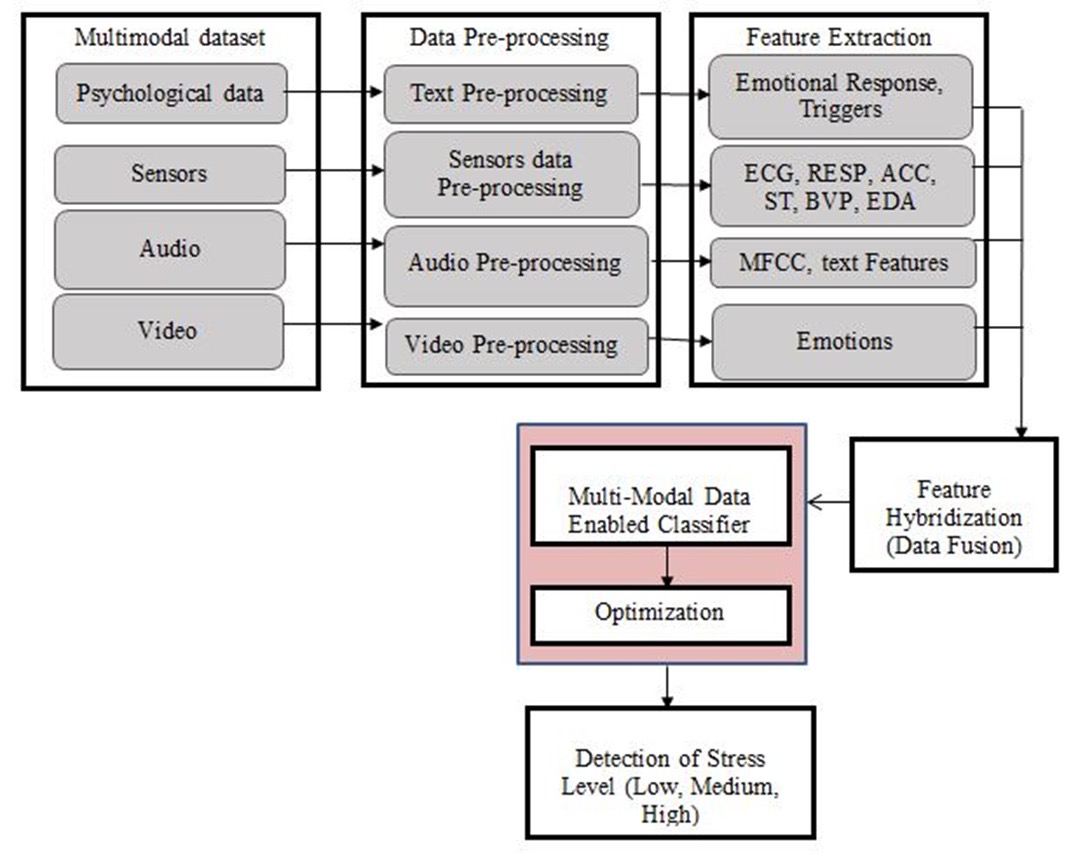 Multimodal dataset
Psychological data
Sensors
Audio
Video
Data Pre-processing
Text Pre-processing
Sensors data
Pre-processing
Audio Pre-processing
Video Pre-processing
Feature Extraction
Emotional Response,
Triggers
ECG, RESP, ACC,
ST, BVP, EDA
MFCC, text Features
Emotions
Feature
Hybridization
(Data Fusion)
Multi-Modal Data
Enabled Classifier
Optimization
Detection of Stress
Level (Low, Medium,
High)